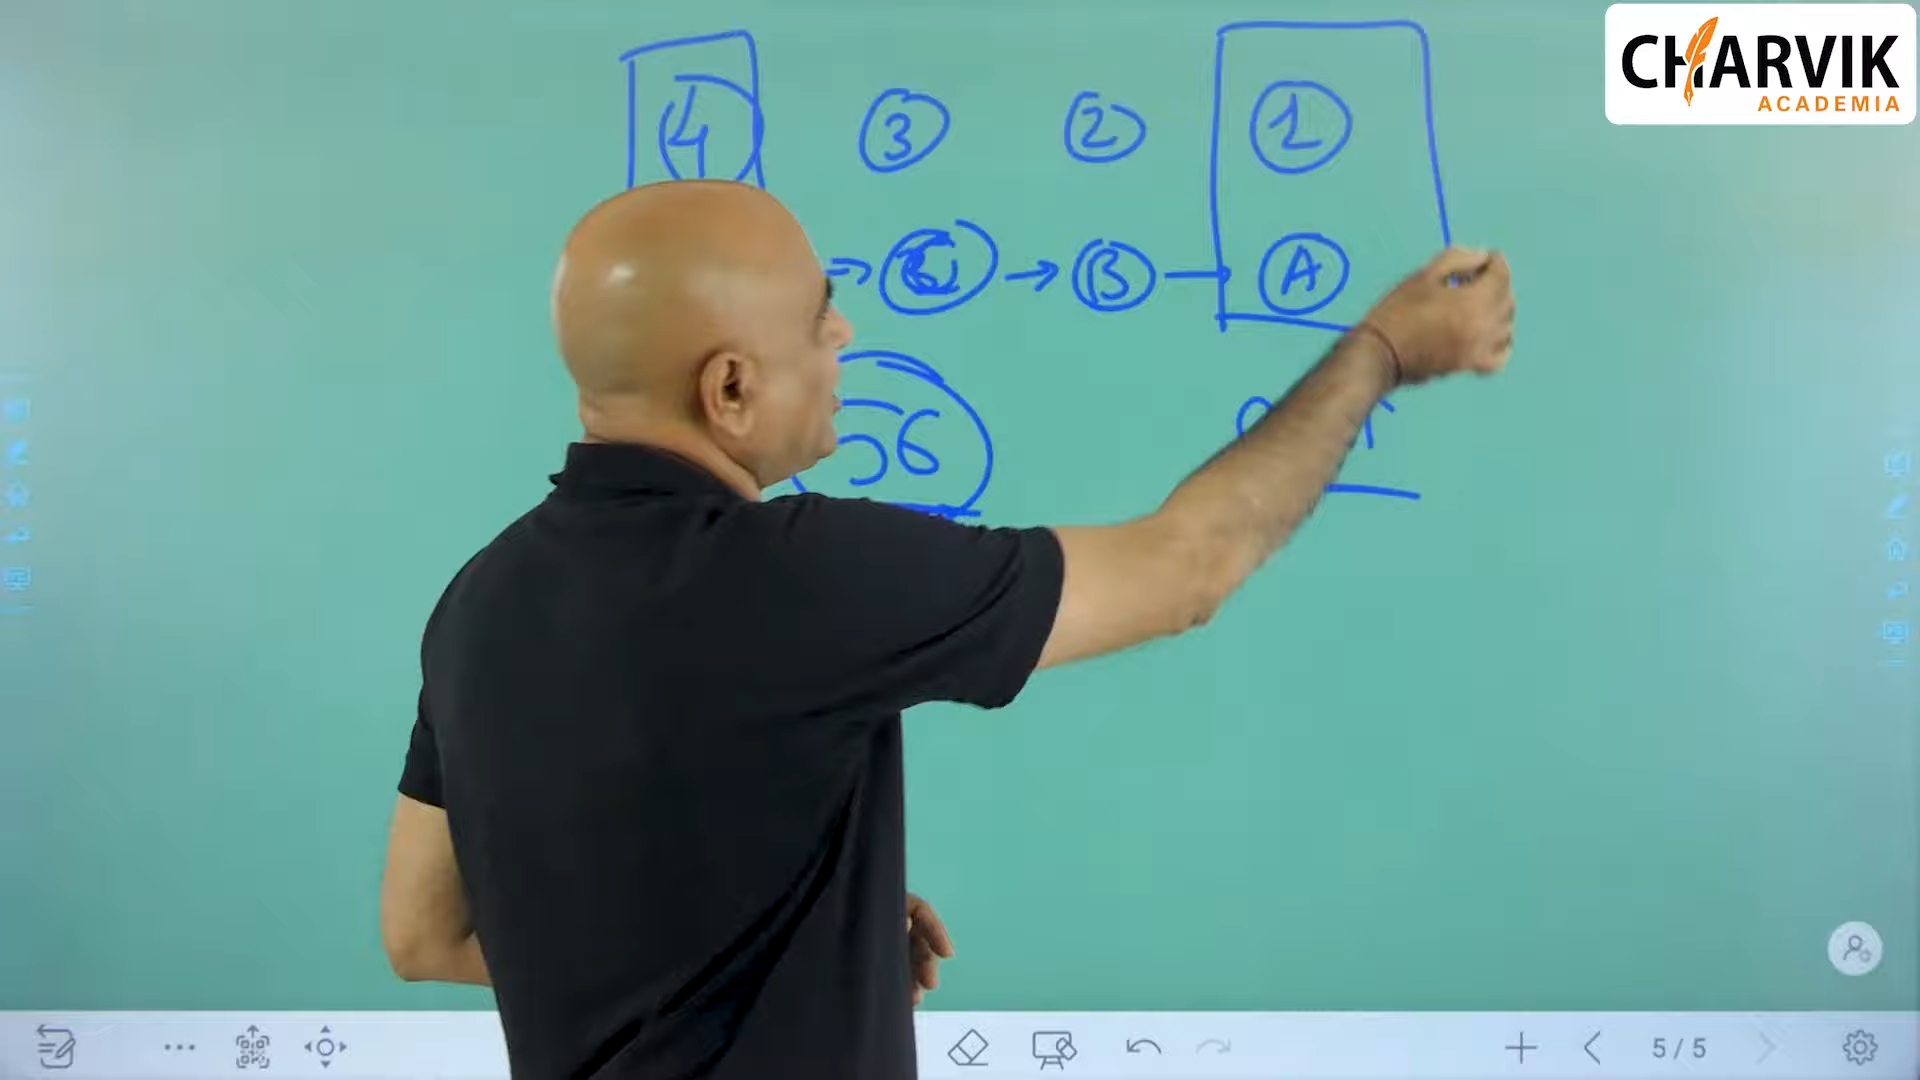 CHARVIK
ACADEMIA
4 3 2 1
→ C → B — A
56
5 / 5